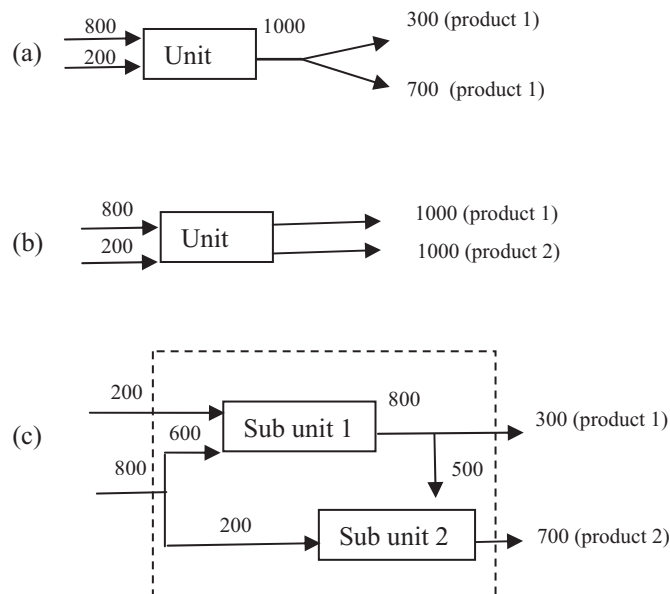 800 1000 300 (product 1)
(a) Unit
200
700 (product 1)
800 1000 (product 1)
(b) Unit
200 1000 (product 2)
200 800 300 (product 1)
(c) Sub unit 1
600
800 500
200
Sub unit 2 700 (product 2)